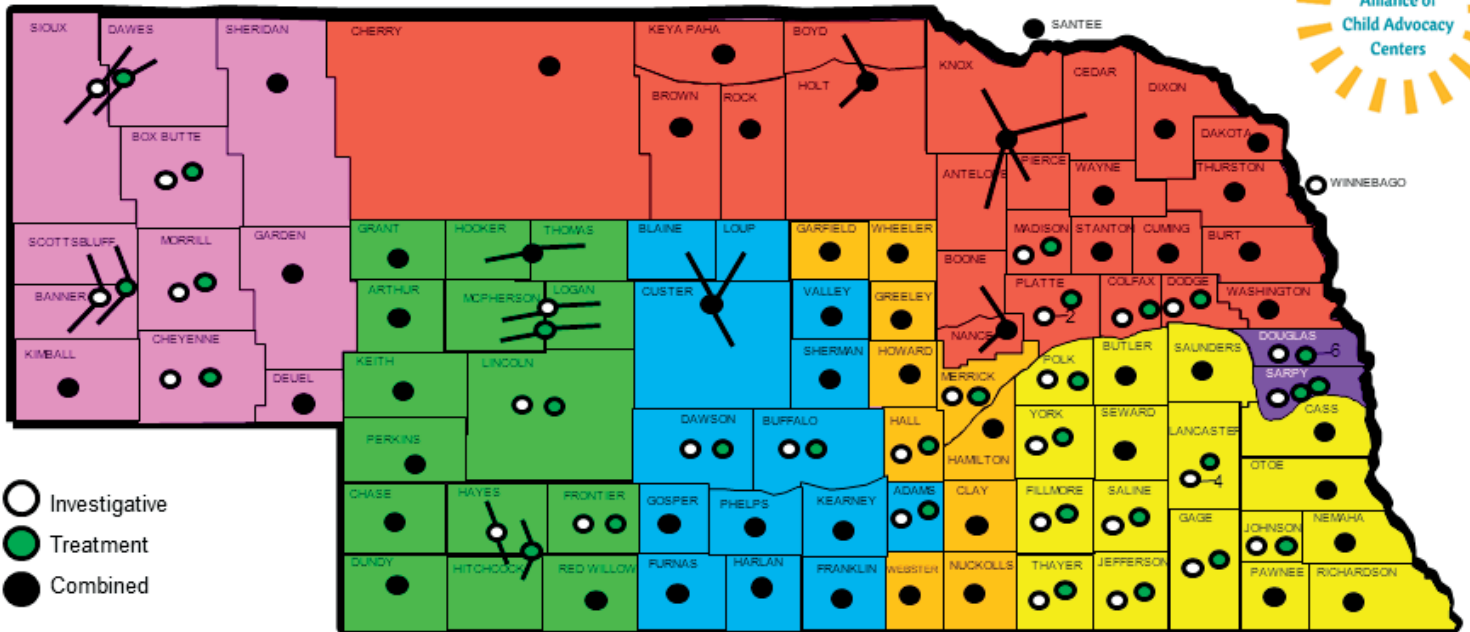 Alliance of
Child Advocacy
Centers
SANTEE
SIOUX
DAWES
SHERIDAN
CHERRY
KEYA PAHA
BOYD
KNOX
CEDAR
HOLT
DIXON
BROWN
ROCK
BOX BUTTE
DAKOTA
PIERCE
WAYNE
THURSTON
ANTELOPE
WINNEBAGO
GRANT
HOOKER
THOMAS
BLAINE
LOUP
GARFIELD
WHEELER
MADISON
STANTON
CUMING
BURT
SCOTTSBLUFF
MORRILL
GARDEN
BOONE
PLATTE
2
COLFAX
DODGE
WASHINGTON
ARTHUR
MCPHERSON
LOGAN
CUSTER
VALLEY
GREELEY
BANNER
NANCE
DOUGLAS
6
CHEYENNE
KIMBALL
KEITH
LINCOLN
SHERMAN
HOWARD
POLK
BUTLER
SAUNDERS
SARPY
DEUEL
MERRICK
CASS
DAWSON
BUFFALO
HALL
YORK
SEWARD
LANCASTER
4
PERKINS
HAMILTON
OTOE
Investigative
Treatment
Combined
CHASE
HAYES
FRONTIER
GOSPER
PHELPS
KEARNEY
ADAMS
CLAY
FILLMORE
SALINE
GAGE
JOHNSON
NEMAHA
DUNDY
HITCHCOCK
RED WILLOW
FURNAS
HARLAN
FRANKLIN
WEBSTER
NUCKOLLS
THAYER
JEFFERSON
PAWNEE
RICHARDSON